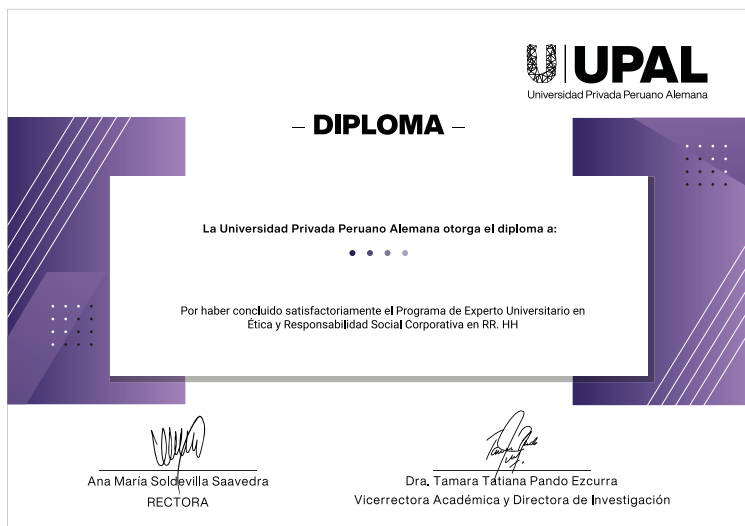 UPAL
Universidad Privada Peruano Alemana
– DIPLOMA –
La Universidad Privada Peruano Alemana otorga el diploma a:
Por haber concluido satisfactoriamente el Programa de Experto Universitario en
Ética y Responsabilidad Social Corporativa en RR. HH
Ana María Soldevilla Saavedra
RECTORA
Dra. Tamara Tatiana Pando Ezcurra
Vicerrectora Académica y Directora de Investigación